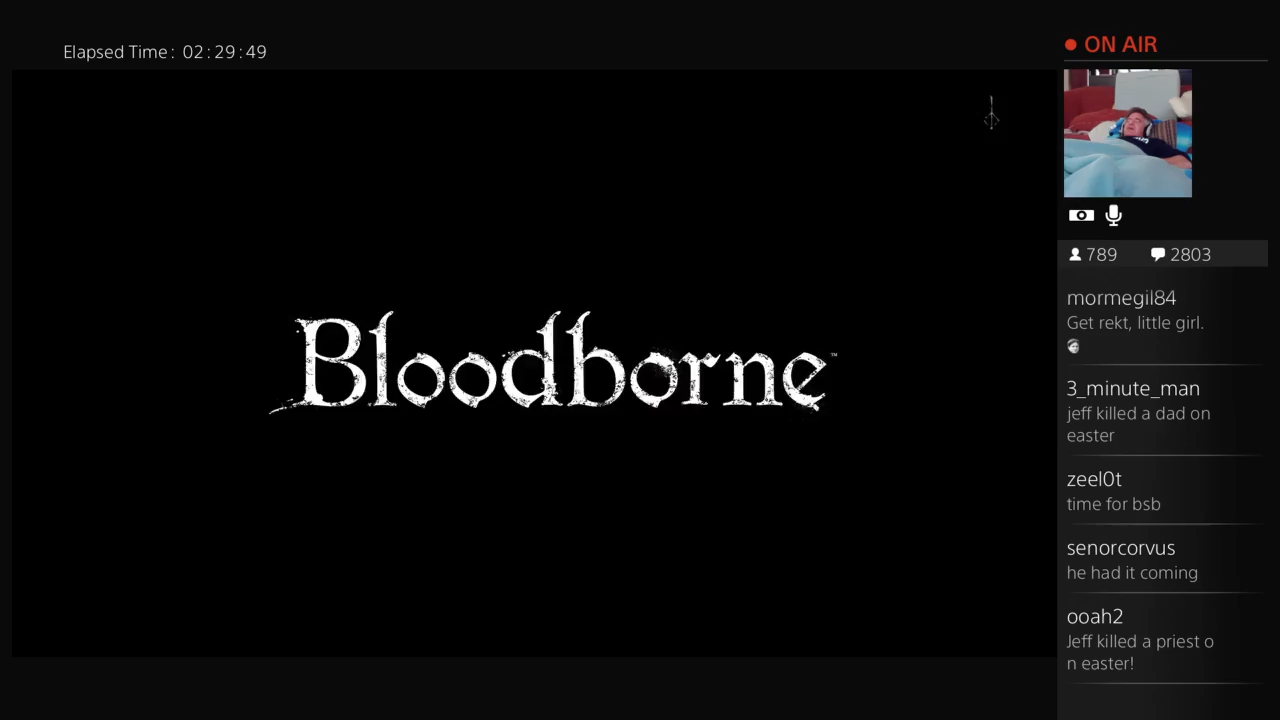 Elapsed Time: 02:29:49
ON AIR
Bloodborne™
789 2803
mormegil84
Get rekt, little girl.
3_minute_man
jeff killed a dad on
easter
zeel0t
time for bsb
senorcorvus
he had it coming
ooah2
Jeff killed a priest o
n easter!